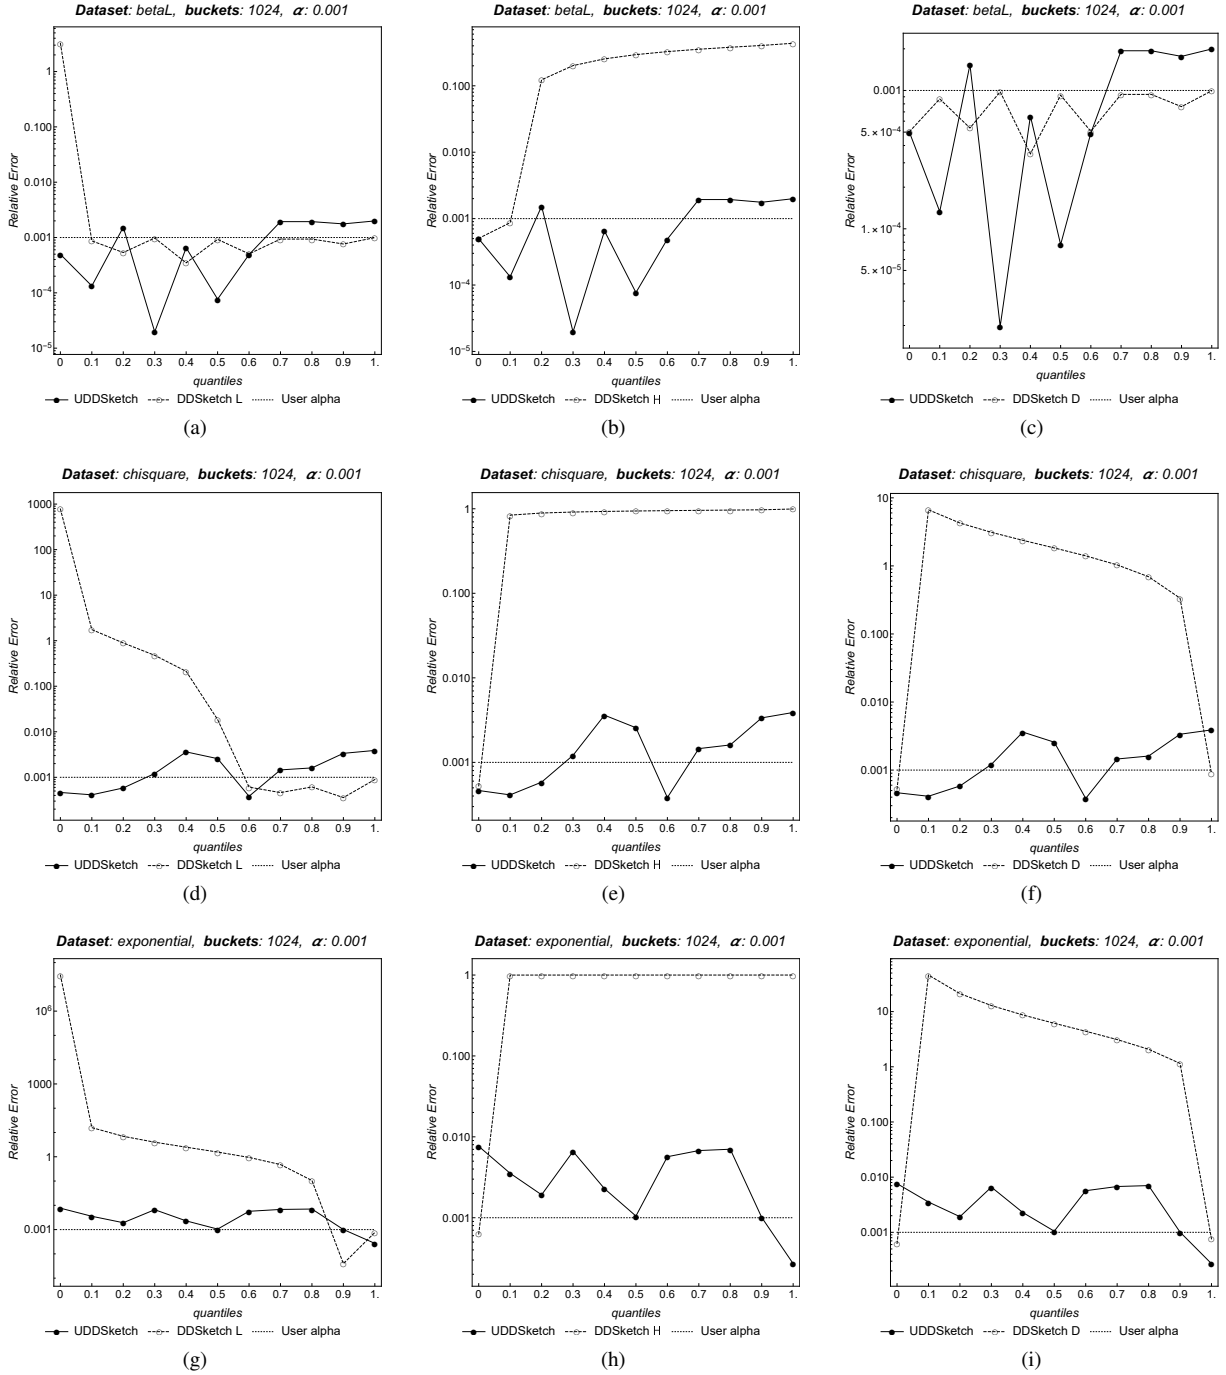 Dataset: betaL, buckets: 1024, α: 0.001
Relative Error
1
0.100
0.010
0.001
10⁻⁴
10⁻⁵
0 0.1 0.2 0.3 0.4 0.5 0.6 0.7 0.8 0.9 1.
quantiles
UDDSketch DDSketch L User alpha
(a)
Dataset: betaL, buckets: 1024, α: 0.001
Relative Error
0.100
0.010
0.001
10⁻⁴
10⁻⁵
0 0.1 0.2 0.3 0.4 0.5 0.6 0.7 0.8 0.9 1.
quantiles
UDDSketch DDSketch H User alpha
(b)
Dataset: betaL, buckets: 1024, α: 0.001
Relative Error
0.001
5.×10⁻⁴
1.×10⁻⁴
5.×10⁻⁵
0 0.1 0.2 0.3 0.4 0.5 0.6 0.7 0.8 0.9 1.
quantiles
UDDSketch DDSketch D User alpha
(c)
Dataset: chisquare, buckets: 1024, α: 0.001
Relative Error
1000
100
10
1
0.100
0.010
0.001
0 0.1 0.2 0.3 0.4 0.5 0.6 0.7 0.8 0.9 1.
quantiles
UDDSketch DDSketch L User alpha
(d)
Dataset: chisquare, buckets: 1024, α: 0.001
Relative Error
1
0.100
0.010
0.001
0 0.1 0.2 0.3 0.4 0.5 0.6 0.7 0.8 0.9 1.
quantiles
UDDSketch DDSketch H User alpha
(e)
Dataset: chisquare, buckets: 1024, α: 0.001
Relative Error
10
1
0.100
0.010
0.001
0 0.1 0.2 0.3 0.4 0.5 0.6 0.7 0.8 0.9 1.
quantiles
UDDSketch DDSketch D User alpha
(f)
Dataset: exponential, buckets: 1024, α: 0.001
Relative Error
10⁶
1000
1
0.001
0 0.1 0.2 0.3 0.4 0.5 0.6 0.7 0.8 0.9 1.
quantiles
UDDSketch DDSketch L User alpha
(g)
Dataset: exponential, buckets: 1024, α: 0.001
Relative Error
1
0.100
0.010
0.001
0 0.1 0.2 0.3 0.4 0.5 0.6 0.7 0.8 0.9 1.
quantiles
UDDSketch DDSketch H User alpha
(h)
Dataset: exponential, buckets: 1024, α: 0.001
Relative Error
10
1
0.100
0.010
0.001
0 0.1 0.2 0.3 0.4 0.5 0.6 0.7 0.8 0.9 1.
quantiles
UDDSketch DDSketch D User alpha
(i)